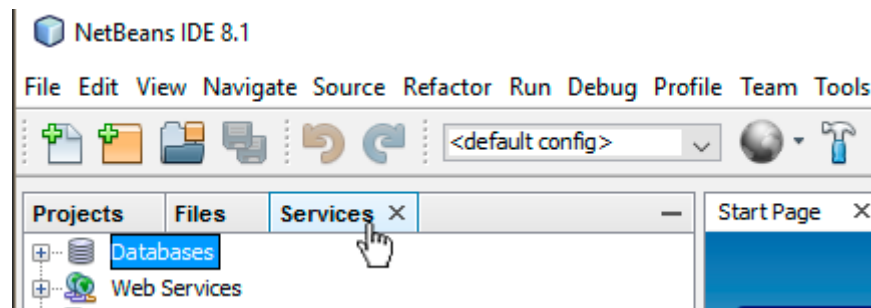 NetBeans IDE 8.1
File Edit View Navigate Source Refactor Run Debug Profile Team Tools
<default config>
Projects Files Services Start Page
Databases
Web Services